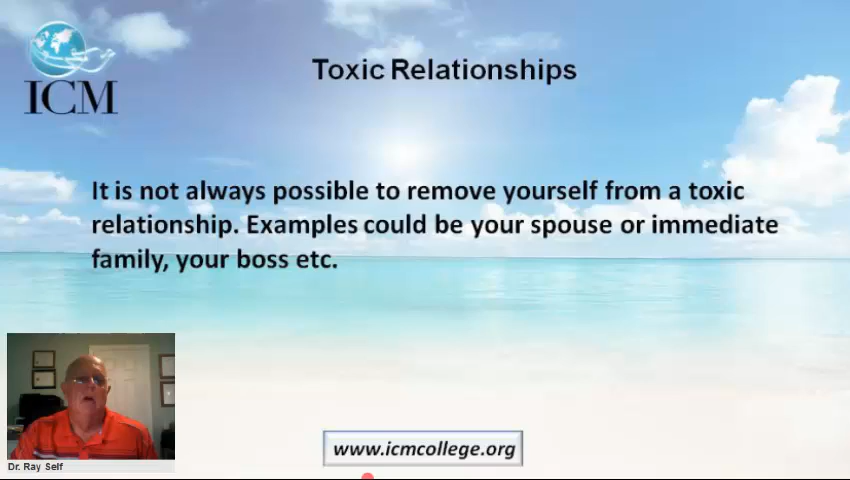 ICM
Toxic Relationships
It is not always possible to remove yourself from a toxic
relationship. Examples could be your spouse or immediate
family, your boss etc.
Dr. Ray Self
www.icmcollege.org